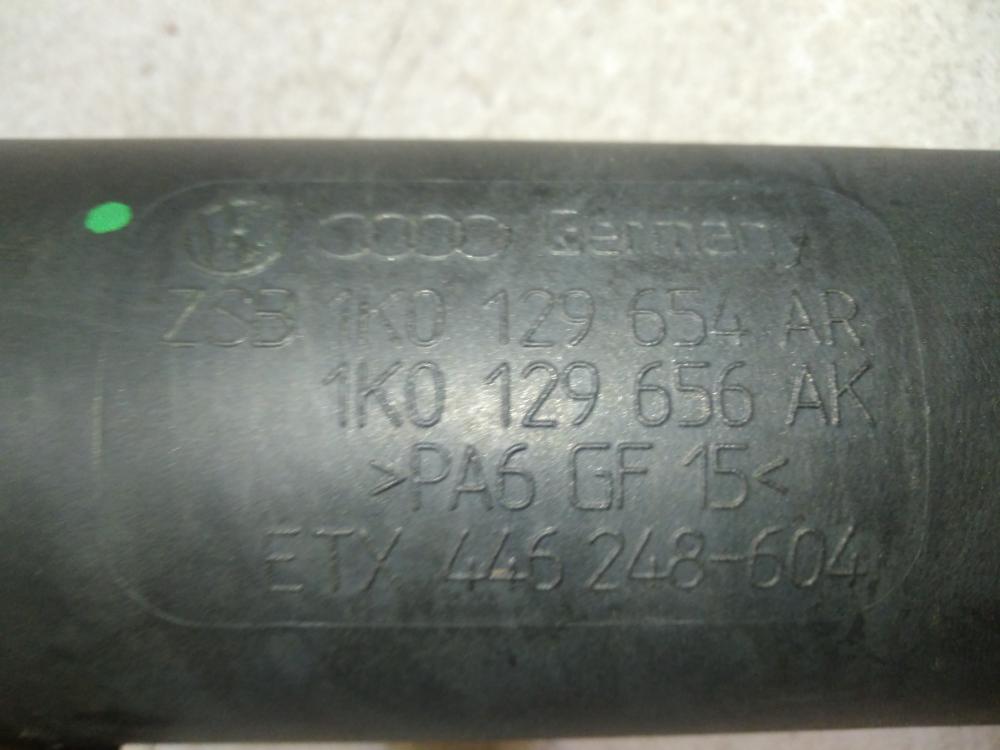 Germany
ZSB 1K0 129 654 AR
1K0 129 656 AK
>PA6 GF 15<
ETX 446 248-604